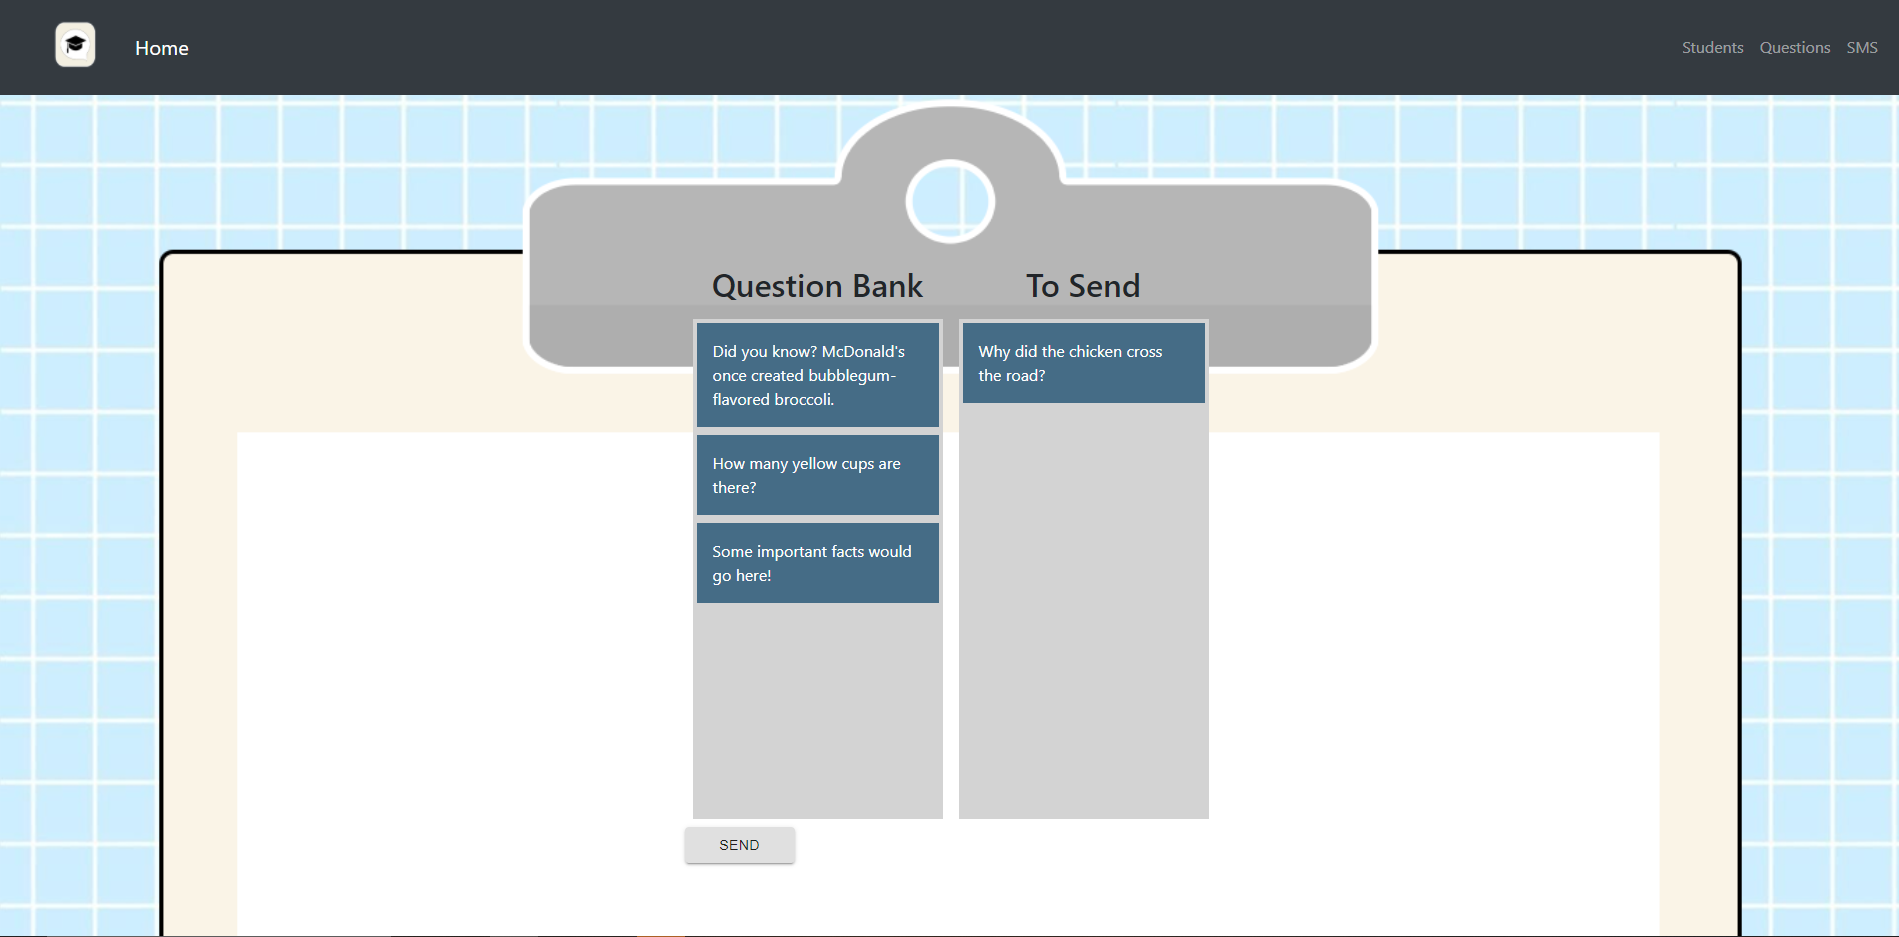 Home
Students Questions SMS
Question Bank
To Send
Did you know? McDonald's
once created bubblegum-
flavored broccoli.
How many yellow cups are
there?
Some important facts would
go here!
Why did the chicken cross
the road?
SEND